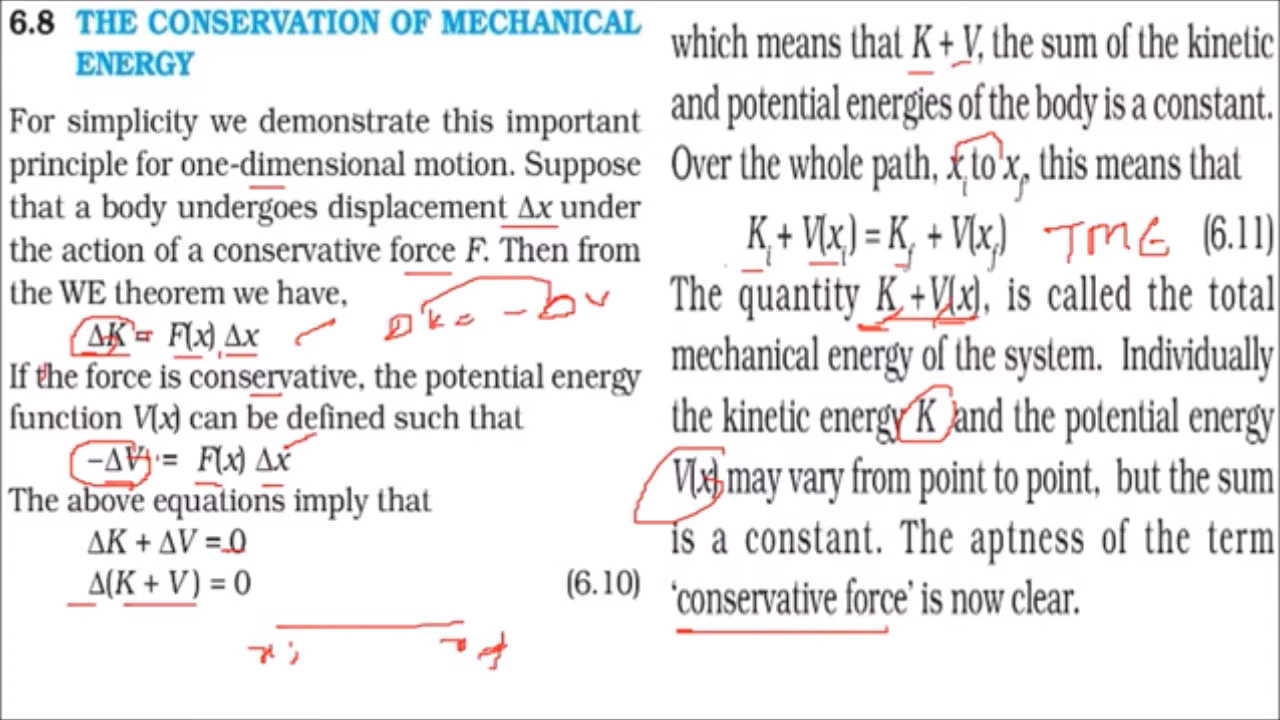 6.8 THE CONSERVATION OF MECHANICAL
ENERGY
For simplicity we demonstrate this important
principle for one-dimensional motion. Suppose
that a body undergoes displacement Δx under
the action of a conservative force F. Then from
the WE theorem we have,
ΔK = F(x) Δx
Δk = -ΔV
If the force is conservative, the potential energy
function V(x) can be defined such that
−ΔV = F(x) Δx
The above equations imply that
ΔK + ΔV = 0
Δ(K + V) = 0 (6.10)
xi xf
which means that K + V, the sum of the kinetic
and potential energies of the body is a constant.
Over the whole path, xi to xf, this means that
Ki + V(xi) = Kf + V(xf) TME (6.11)
The quantity K +V(x), is called the total
mechanical energy of the system. Individually
the kinetic energy K and the potential energy
V(x) may vary from point to point, but the sum
is a constant. The aptness of the term
‘conservative force’ is now clear.